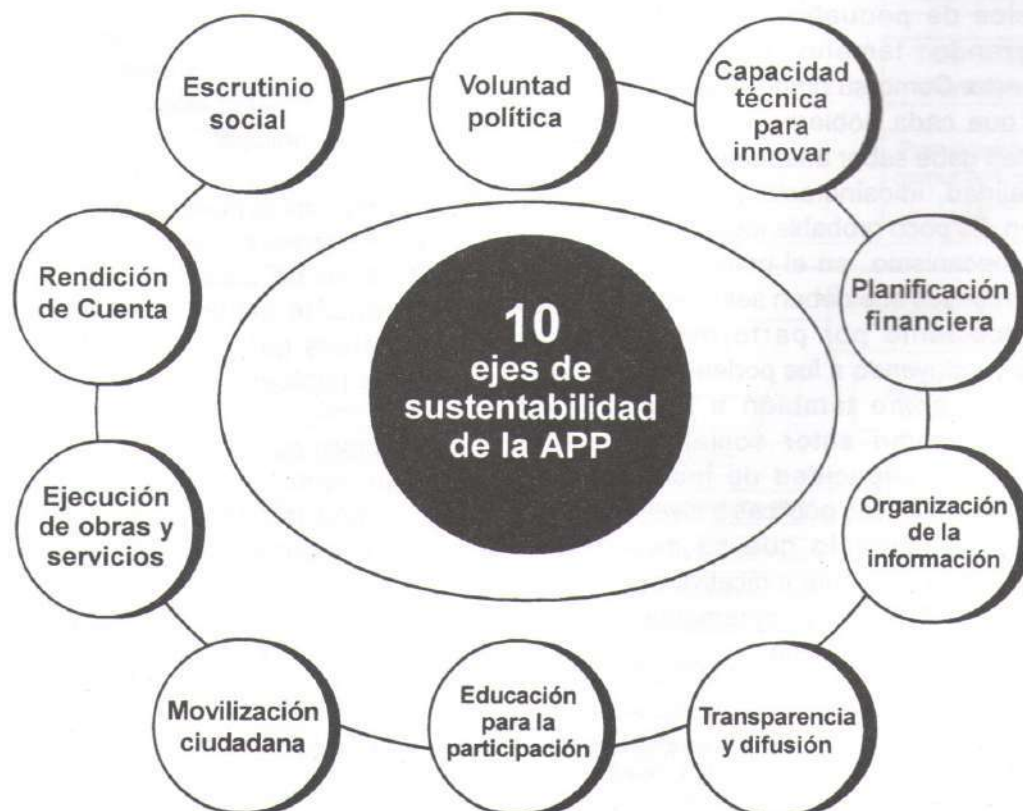 Escrutinio
social
Voluntad
política
Capacidad
técnica
para
innovar
Rendición
de Cuenta
10
ejes de
sustentabilidad
de la APP
Planificación
financiera
Ejecución
de obras y
servicios
Organización
de la
información
Movilización
ciudadana
Educación
para la
participación
Transparencia
y difusión